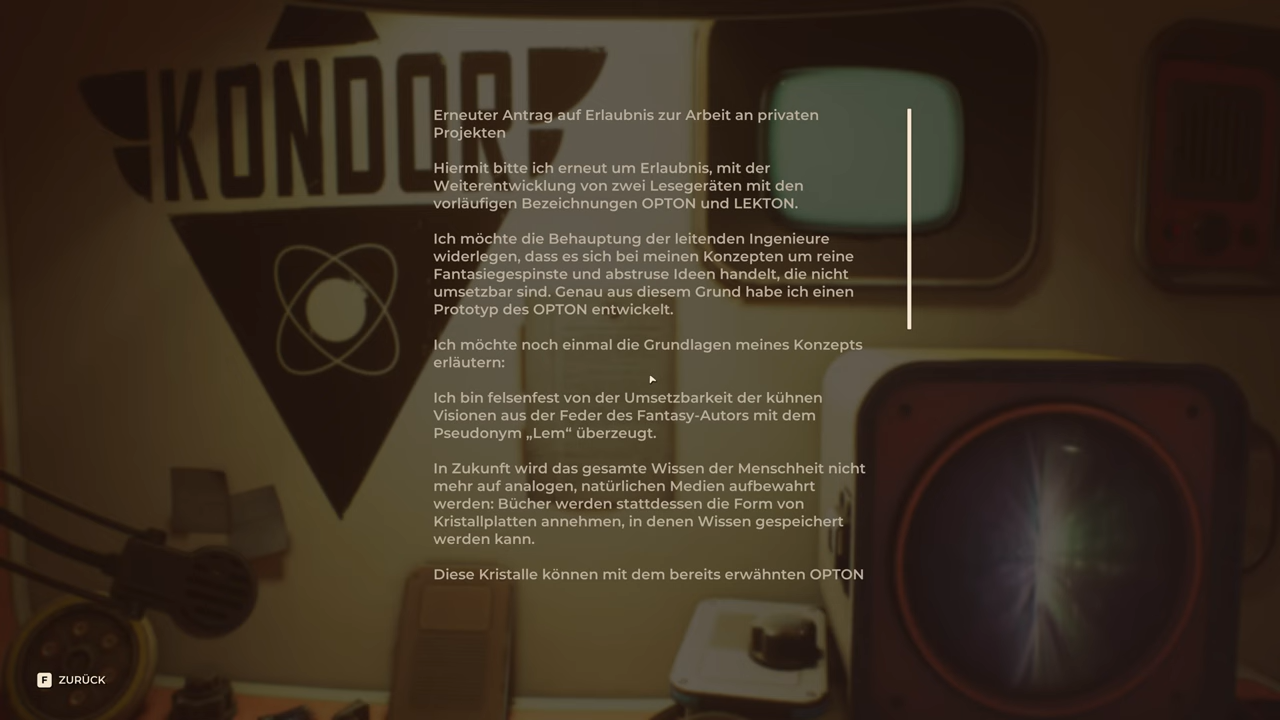 KONDOR
Erneuter Antrag auf Erlaubnis zur Arbeit an privaten
Projekten
Hiermit bitte ich erneut um Erlaubnis, mit der
Weiterentwicklung von zwei Lesegeräten mit den
vorläufigen Bezeichnungen OPTON und LEKTON.
Ich möchte die Behauptung der leitenden Ingenieure
widerlegen, dass es sich bei meinen Konzepten um reine
Fantasiegespinste und abstruse Ideen handelt, die nicht
umsetzbar sind. Genau aus diesem Grund habe ich einen
Prototyp des OPTON entwickelt.
Ich möchte noch einmal die Grundlagen meines Konzepts
erläutern:
Ich bin felsenfest von der Umsetzbarkeit der kühnen
Visionen aus der Feder des Fantasy-Autors mit dem
Pseudonym „Lem“ überzeugt.
In Zukunft wird das gesamte Wissen der Menschheit nicht
mehr auf analogen, natürlichen Medien aufbewahrt
werden: Bücher werden stattdessen die Form von
Kristallplatten annehmen, in denen Wissen gespeichert
werden kann.
Diese Kristalle können mit dem bereits erwähnten OPTON
F ZURÜCK